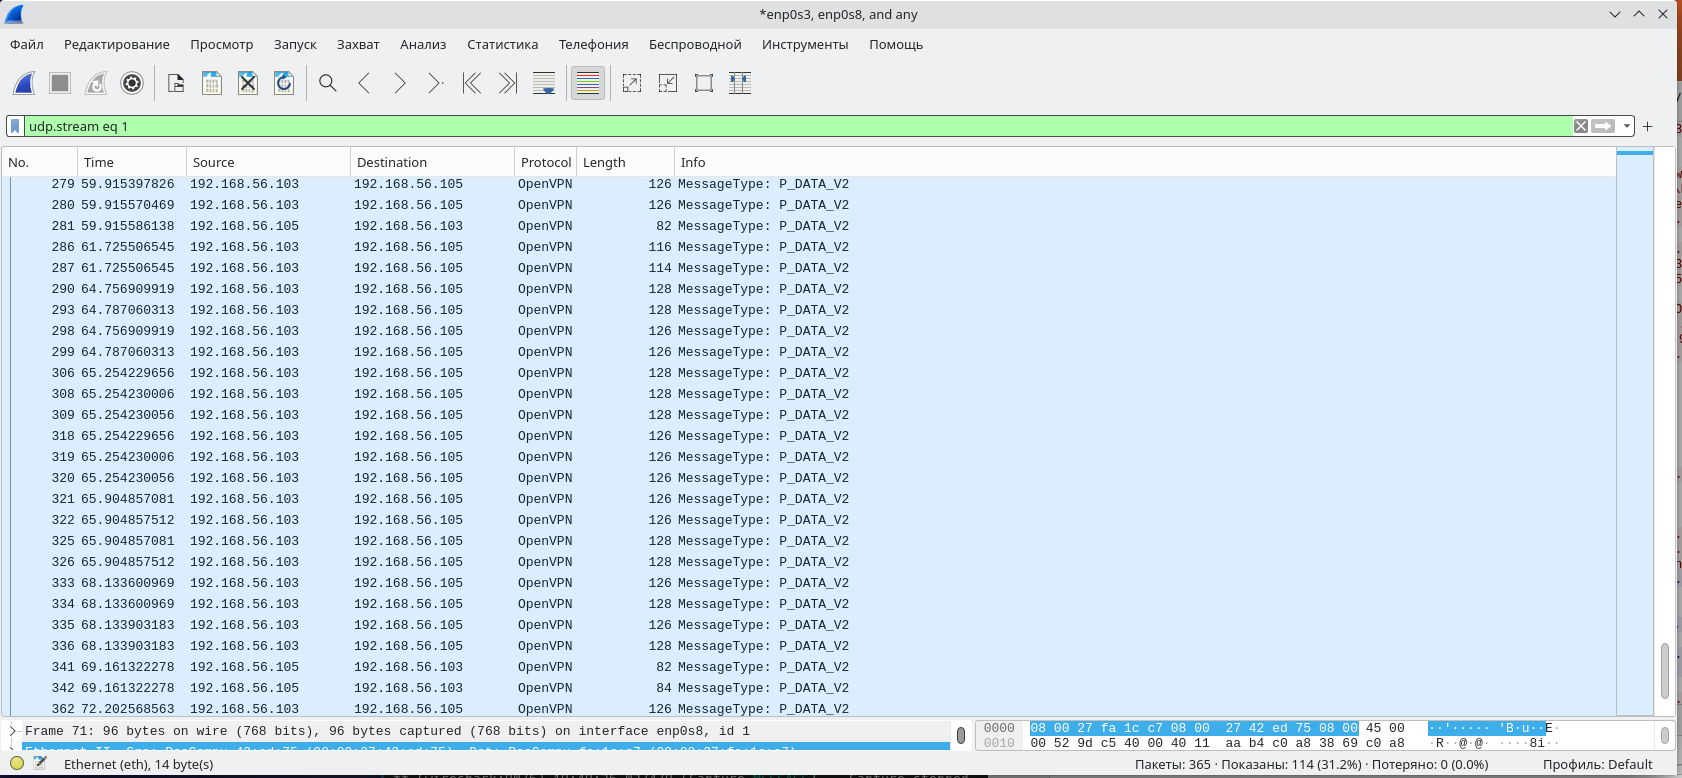 *enp0s3, enp0s8, and any
Файл Редактирование Просмотр Запуск Захват Анализ Статистика Телефония Беспроводной Инструменты Помощь
udp.stream eq 1
No. Time Source Destination Protocol Length Info
279 59.915397826 192.168.56.103 192.168.56.105 OpenVPN 126 MessageType: P_DATA_V2
280 59.915570469 192.168.56.103 192.168.56.105 OpenVPN 126 MessageType: P_DATA_V2
281 59.915586138 192.168.56.105 192.168.56.103 OpenVPN 82 MessageType: P_DATA_V2
286 61.725506545 192.168.56.103 192.168.56.105 OpenVPN 116 MessageType: P_DATA_V2
287 61.725506545 192.168.56.103 192.168.56.105 OpenVPN 114 MessageType: P_DATA_V2
290 64.756909919 192.168.56.103 192.168.56.105 OpenVPN 128 MessageType: P_DATA_V2
293 64.787060313 192.168.56.103 192.168.56.105 OpenVPN 128 MessageType: P_DATA_V2
298 64.756909919 192.168.56.103 192.168.56.105 OpenVPN 126 MessageType: P_DATA_V2
299 64.787060313 192.168.56.103 192.168.56.105 OpenVPN 126 MessageType: P_DATA_V2
306 65.254229656 192.168.56.103 192.168.56.105 OpenVPN 128 MessageType: P_DATA_V2
308 65.254230006 192.168.56.103 192.168.56.105 OpenVPN 128 MessageType: P_DATA_V2
309 65.254230056 192.168.56.103 192.168.56.105 OpenVPN 128 MessageType: P_DATA_V2
318 65.254229656 192.168.56.103 192.168.56.105 OpenVPN 126 MessageType: P_DATA_V2
319 65.254230006 192.168.56.103 192.168.56.105 OpenVPN 126 MessageType: P_DATA_V2
320 65.254230056 192.168.56.103 192.168.56.105 OpenVPN 126 MessageType: P_DATA_V2
321 65.904857081 192.168.56.103 192.168.56.105 OpenVPN 126 MessageType: P_DATA_V2
322 65.904857512 192.168.56.103 192.168.56.105 OpenVPN 126 MessageType: P_DATA_V2
325 65.904857081 192.168.56.103 192.168.56.105 OpenVPN 128 MessageType: P_DATA_V2
326 65.904857512 192.168.56.103 192.168.56.105 OpenVPN 128 MessageType: P_DATA_V2
333 68.133600969 192.168.56.103 192.168.56.105 OpenVPN 126 MessageType: P_DATA_V2
334 68.133600969 192.168.56.103 192.168.56.105 OpenVPN 128 MessageType: P_DATA_V2
335 68.133903183 192.168.56.103 192.168.56.105 OpenVPN 126 MessageType: P_DATA_V2
336 68.133903183 192.168.56.103 192.168.56.105 OpenVPN 128 MessageType: P_DATA_V2
341 69.161322278 192.168.56.105 192.168.56.103 OpenVPN 82 MessageType: P_DATA_V2
342 69.161322278 192.168.56.105 192.168.56.103 OpenVPN 84 MessageType: P_DATA_V2
362 72.202568563 192.168.56.103 192.168.56.105 OpenVPN 126 MessageType: P_DATA_V2
Frame 71: 96 bytes on wire (768 bits), 96 bytes captured (768 bits) on interface enp0s8, id 1
0000 08 00 27 fa 1c c7 08 00 27 42 ed 75 08 00 45 00 ··'····· 'B·u··E·
0010 00 52 9d c5 40 00 40 11 aa b4 c0 a8 38 69 c0 a8 ·R··@·@· ····8i··
Ethernet (eth), 14 byte(s)
Пакеты: 365 · Показаны: 114 (31.2%) · Потеряно: 0 (0.0%)
Профиль: Default